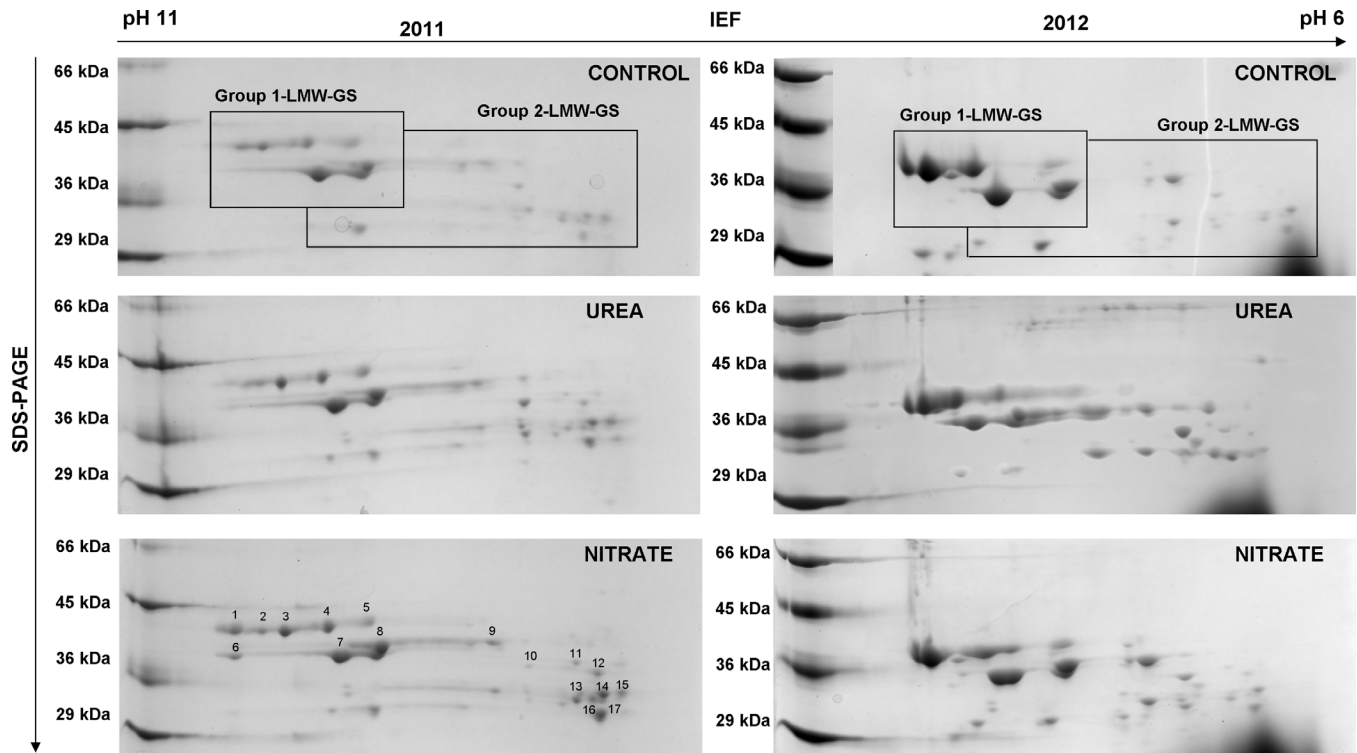 pH 11
2011
IEF
2012
pH 6
SDS-PAGE
66 kDa
45 kDa
36 kDa
29 kDa
CONTROL
Group 1-LMW-GS
Group 2-LMW-GS
66 kDa
45 kDa
36 kDa
29 kDa
CONTROL
Group 1-LMW-GS
Group 2-LMW-GS
66 kDa
45 kDa
36 kDa
29 kDa
UREA
66 kDa
45 kDa
36 kDa
29 kDa
UREA
66 kDa
45 kDa
36 kDa
29 kDa
NITRATE
1 2 3 4 5
6 7 8 9
10 11 12
13 14 15
16 17
66 kDa
45 kDa
36 kDa
29 kDa
NITRATE